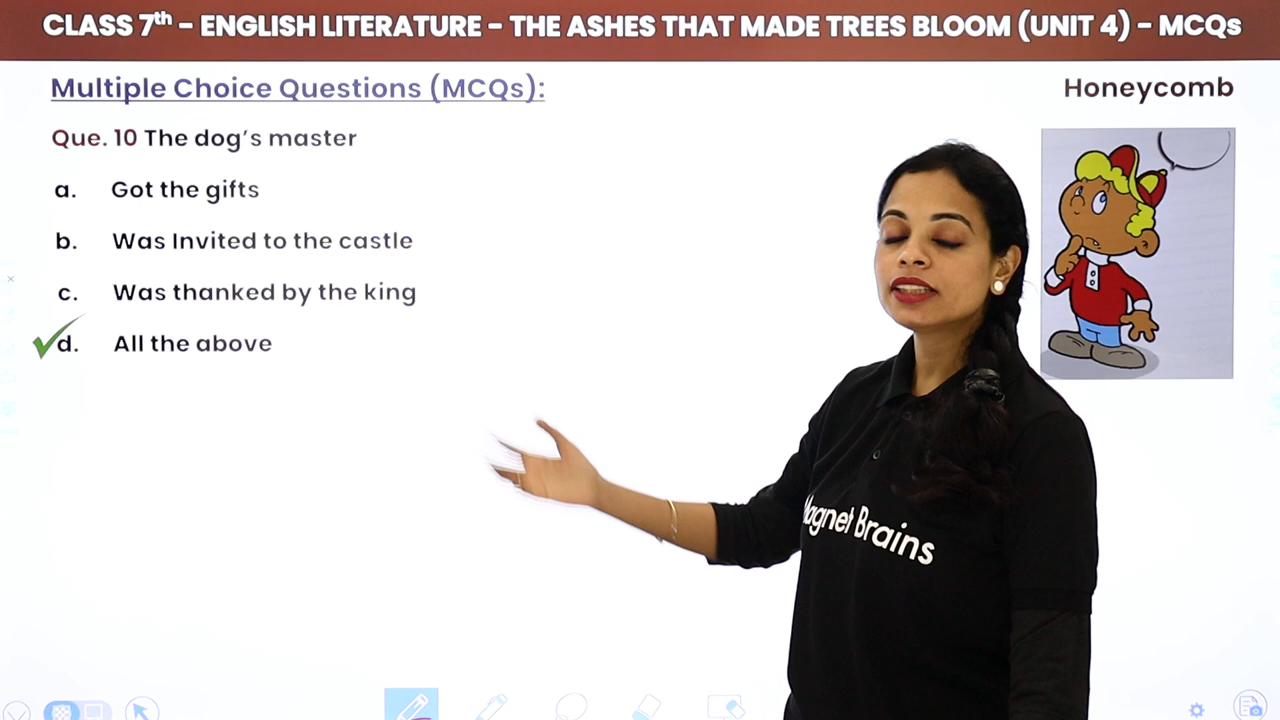 CLASS 7th – ENGLISH LITERATURE – THE ASHES THAT MADE TREES BLOOM (UNIT 4) – MCQs
Multiple Choice Questions (MCQs):
Honeycomb
Que. 10 The dog's master
a. Got the gifts
b. Was Invited to the castle
c. Was thanked by the king
d. All the above
Magnet Brains